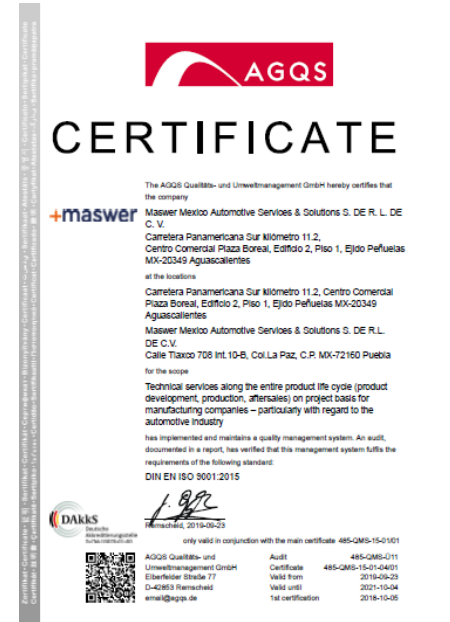 AGQS
CERTIFICATE
The AGQS Qualitäts- und Umweltmanagement GmbH hereby certifies that
the company
+maswer
Maswer Mexico Automotive Services & Solutions S. DE R. L. DE
C. V.
Carretera Panamericana Sur kilómetro 11.2,
Centro Comercial Plaza Boreal, Edificio 2, Piso 1, Ejido Peñuelas
MX-20349 Aguascalientes
at the locations
Carretera Panamericana Sur kilómetro 11.2, Centro Comercial
Plaza Boreal, Edificio 2, Piso 1, Ejido Peñuelas MX-20349
Aguascalientes
Maswer Mexico Automotive Services & Solutions S. DE R.L.
DE C.V.
Calle Tlaxco 708 Int.10-B, Col.La Paz, C.P. MX-72160 Puebla
for the scope
Technical services along the entire product life cycle (product
development, production, aftersales) on project basis for
manufacturing companies – particularly with regard to the
automotive industry
has implemented and maintains a quality management system. An audit,
documented in a report, has verified that this management system fulfils the
requirements of the following standard:
DIN EN ISO 9001:2015
DAkkS
Deutsche
Akkreditierungsstelle
Remscheid, 2019-09-23
only valid in conjunction with the main certificate 485-QMS-15-01/01
AGQS Qualitäts- und Audit 485-QMS-Ü11
Umweltmanagement GmbH Certificate 485-QMS-15-01-04/01
Elberfelder Straße 77 Valid from 2019-09-23
D-42853 Remscheid Valid until 2021-10-04
email@agqs.de 1st certification 2018-10-05